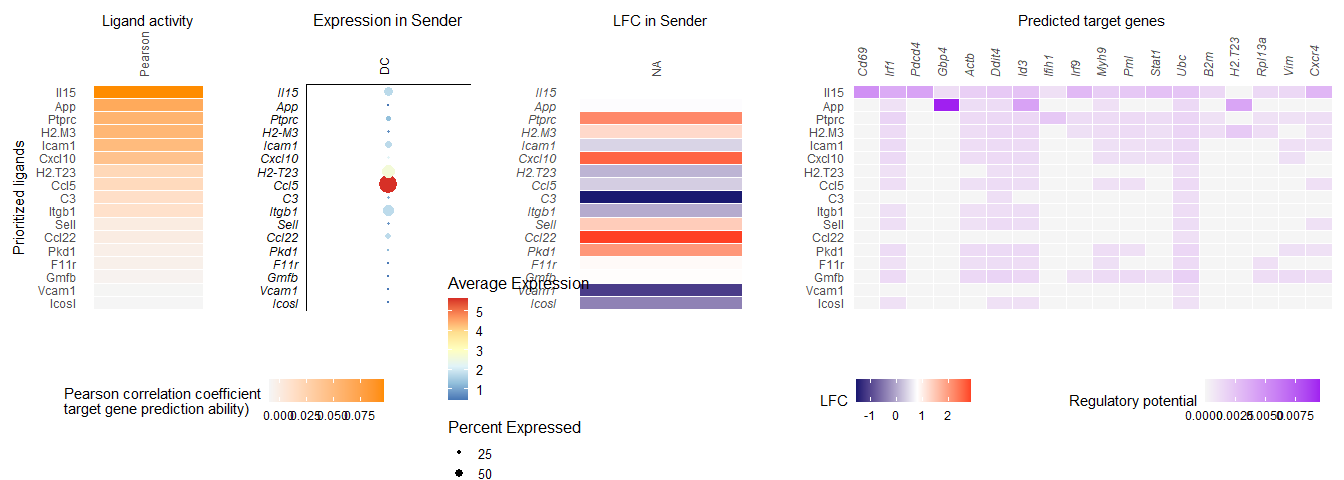 Ligand activity
Expression in Sender
LFC in Sender
Predicted target genes
Pearson
DC
NA
Cd69
Irf1
Pdcd4
Gbp4
Actb
Ddit4
Id3
Ifih1
Irf9
Myh9
Pml
Stat1
Ubc
B2m
H2.T23
Rpl13a
Vim
Cxcr4
Prioritized ligands
Il15
App
Ptprc
H2.M3
Icam1
Cxcl10
H2.T23
Ccl5
C3
Itgb1
Sell
Ccl22
Pkd1
F11r
Gmfb
Vcam1
Icosl
Il15
App
Ptprc
H2-M3
Icam1
Cxcl10
H2-T23
Ccl5
C3
Itgb1
Sell
Ccl22
Pkd1
F11r
Gmfb
Vcam1
Icosl
Il15
App
Ptprc
H2.M3
Icam1
Cxcl10
H2.T23
Ccl5
C3
Itgb1
Sell
Ccl22
Pkd1
F11r
Gmfb
Vcam1
Icosl
Il15
App
Ptprc
H2.M3
Icam1
Cxcl10
H2.T23
Ccl5
C3
Itgb1
Sell
Ccl22
Pkd1
F11r
Gmfb
Vcam1
Icosl
Average Expression
5
4
3
2
1
Percent Expressed
25
50
Pearson correlation coefficient
target gene prediction ability)
0.000 0.025 0.050 0.075
LFC
-1 0 1 2
Regulatory potential
0.0000 0.0025 0.0050 0.0075